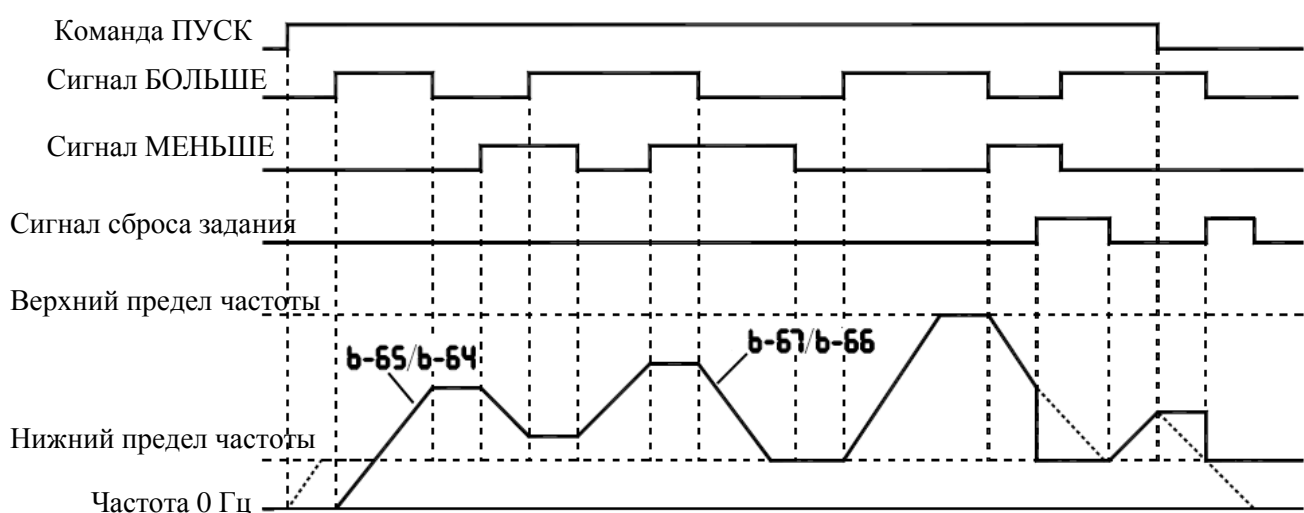 Команда ПУСК
Сигнал БОЛЬШЕ
Сигнал МЕНЬШЕ
Сигнал сброса задания
Верхний предел частоты
b-65/b-64
b-67/b-66
Нижний предел частоты
Частота 0 Гц